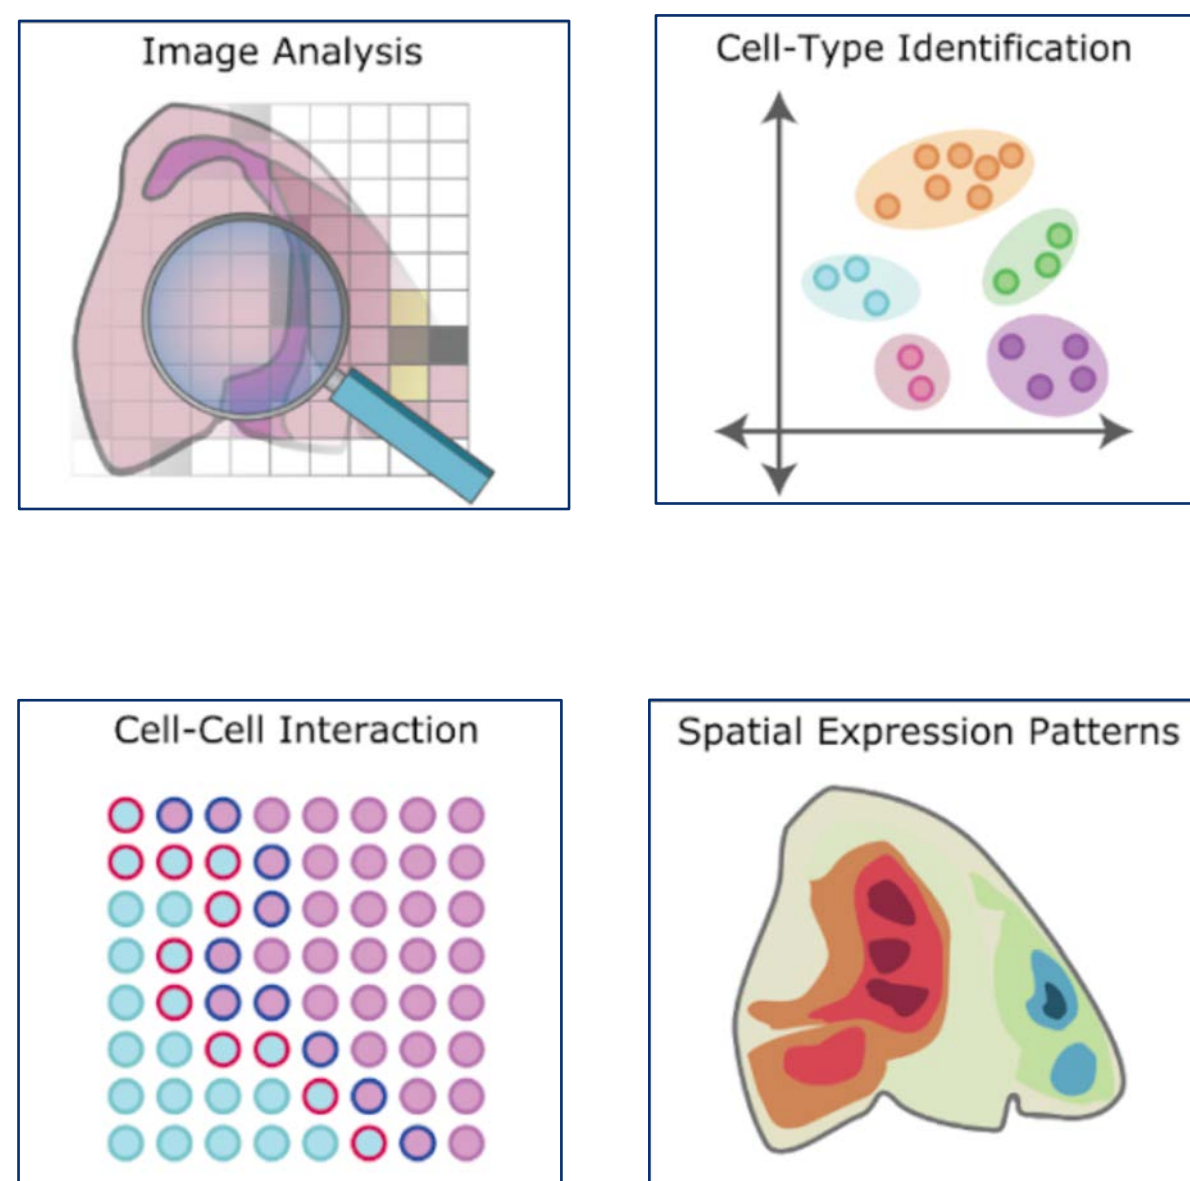 Image Analysis
Cell-Type Identification
Cell-Cell Interaction
Spatial Expression Patterns